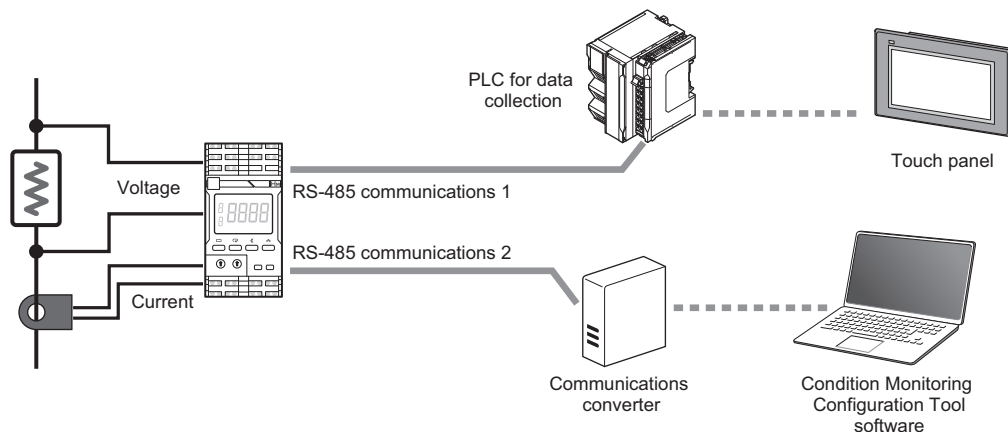 PLC for data
collection
Touch panel
Voltage
RS-485 communications 1
RS-485 communications 2
Current
Communications
converter
Condition Monitoring
Configuration Tool
software